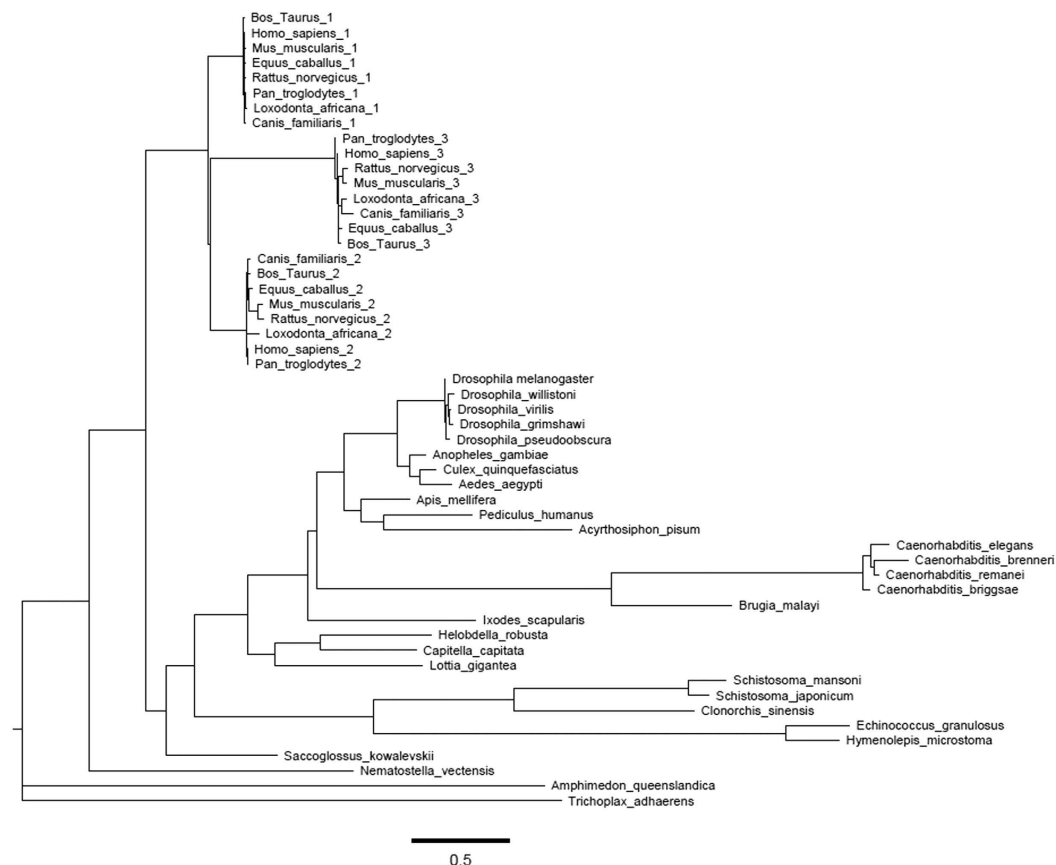 Bos_Taurus_1
Homo_sapiens_1
Mus_muscularis_1
Equus_caballus_1
Rattus_norvegicus_1
Pan_troglodytes_1
Loxodonta_africana_1
Canis_familiaris_1
Pan_troglodytes_3
Homo_sapiens_3
Rattus_norvegicus_3
Mus_muscularis_3
Loxodonta_africana_3
Canis_familiaris_3
Equus_caballus_3
Bos_Taurus_3
Canis_familiaris_2
Bos_Taurus_2
Equus_caballus_2
Mus_muscularis_2
Rattus_norvegicus_2
Loxodonta_africana_2
Homo_sapiens_2
Pan_troglodytes_2
Drosophila melanogaster
Drosophila_willistoni
Drosophila_virilis
Drosophila_grimshawi
Drosophila_pseudoobscura
Anopheles_gambiae
Culex_quinquefasciatus
Aedes_aegypti
Apis_mellifera
Pediculus_humanus
Acyrthosiphon_pisum
Caenorhabditis_elegans
Caenorhabditis_brenneri
Caenorhabditis_remanei
Caenorhabditis_briggsae
Brugia_malayi
Ixodes_scapularis
Helobdella_robusta
Capitella_capitata
Lottia_gigantea
Schistosoma_mansoni
Schistosoma_japonicum
Clonorchis_sinensis
Echinococcus_granulosus
Hymenolepis_microstoma
Saccoglossus_kowalevskii
Nematostella_vectensis
Amphimedon_queenslandica
Trichoplax_adhaerens
0.5